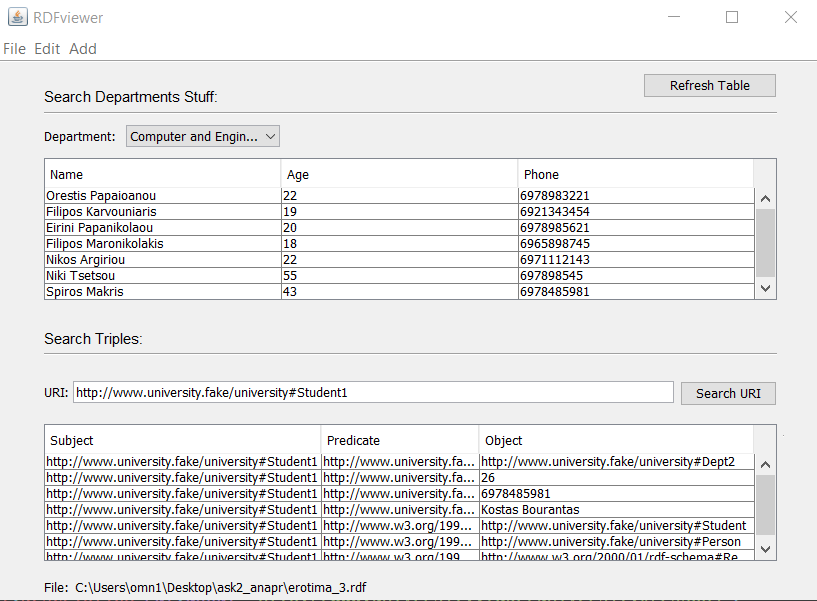 RDFviewer
File Edit Add
Refresh Table
Search Departments Stuff:
Department: Computer and Engin...
Name Age Phone
Orestis Papaioanou 22 6978983221
Filipos Karvouniaris 19 6921343454
Eirini Papanikolaou 20 6978985621
Filipos Maronikolakis 18 6965898745
Nikos Argiriou 22 6971112143
Niki Tsetsou 55 697898545
Spiros Makris 43 6978485981
Search Triples:
URI: http://www.university.fake/university#Student1 Search URI
Subject Predicate Object
http://www.university.fake/university#Student1 http://www.university.fa... http://www.university.fake/university#Dept2
http://www.university.fake/university#Student1 http://www.university.fa... 26
http://www.university.fake/university#Student1 http://www.university.fa... 6978485981
http://www.university.fake/university#Student1 http://www.university.fa... Kostas Bourantas
http://www.university.fake/university#Student1 http://www.w3.org/199... http://www.university.fake/university#Student
http://www.university.fake/university#Student1 http://www.w3.org/199... http://www.university.fake/university#Person
http://www.university.fake/university#Student1 http://www.w3.org/199... http://www.w3.org/2000/01/rdf-schema#Re...
File: C:\Users\omn1\Desktop\ask2_anapr\erotima_3.rdf